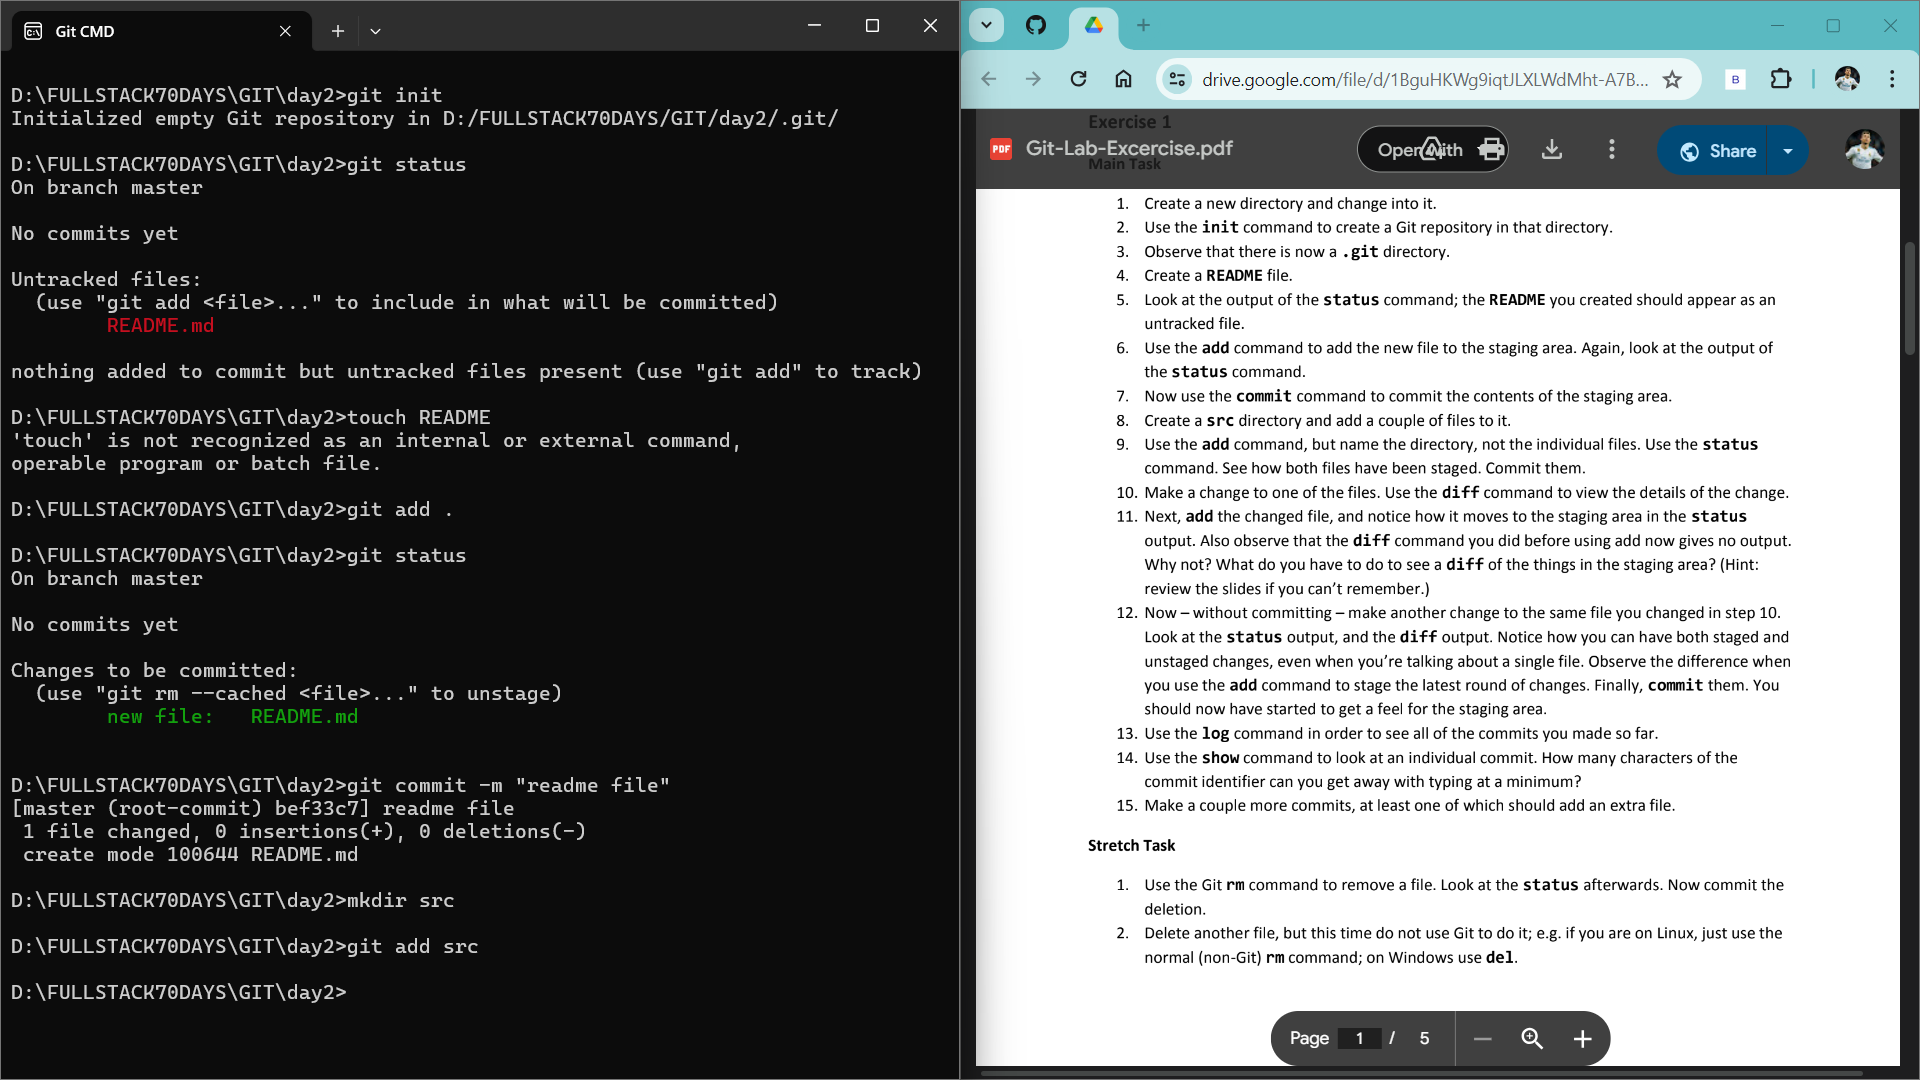 Git CMD
D:\FULLSTACK70DAYS\GIT\day2>git init
Initialized empty Git repository in D:/FULLSTACK70DAYS/GIT/day2/.git/
D:\FULLSTACK70DAYS\GIT\day2>git status
On branch master
No commits yet
Untracked files:
(use "git add <file>..." to include in what will be committed)
README.md
nothing added to commit but untracked files present (use "git add" to track)
D:\FULLSTACK70DAYS\GIT\day2>touch README
'touch' is not recognized as an internal or external command,
operable program or batch file.
D:\FULLSTACK70DAYS\GIT\day2>git add .
D:\FULLSTACK70DAYS\GIT\day2>git status
On branch master
No commits yet
Changes to be committed:
(use "git rm --cached <file>..." to unstage)
new file:   README.md
D:\FULLSTACK70DAYS\GIT\day2>git commit -m "readme file"
[master (root-commit) bef33c7] readme file
1 file changed, 0 insertions(+), 0 deletions(-)
create mode 100644 README.md
D:\FULLSTACK70DAYS\GIT\day2>mkdir src
D:\FULLSTACK70DAYS\GIT\day2>git add src
D:\FULLSTACK70DAYS\GIT\day2>
drive.google.com/file/d/1BguHKWg9iqtJLXLWdMht-A7B...
B
Exercise 1
PDF Git-Lab-Excercise.pdf
Open with
Share
Main Task
1. Create a new directory and change into it.
2. Use the init command to create a Git repository in that directory.
3. Observe that there is now a .git directory.
4. Create a README file.
5. Look at the output of the status command; the README you created should appear as an
untracked file.
6. Use the add command to add the new file to the staging area. Again, look at the output of
the status command.
7. Now use the commit command to commit the contents of the staging area.
8. Create a src directory and add a couple of files to it.
9. Use the add command, but name the directory, not the individual files. Use the status
command. See how both files have been staged. Commit them.
10. Make a change to one of the files. Use the diff command to view the details of the change.
11. Next, add the changed file, and notice how it moves to the staging area in the status
output. Also observe that the diff command you did before using add now gives no output.
Why not? What do you have to do to see a diff of the things in the staging area? (Hint:
review the slides if you can’t remember.)
12. Now – without committing – make another change to the same file you changed in step 10.
Look at the status output, and the diff output. Notice how you can have both staged and
unstaged changes, even when you’re talking about a single file. Observe the difference when
you use the add command to stage the latest round of changes. Finally, commit them. You
should now have started to get a feel for the staging area.
13. Use the log command in order to see all of the commits you made so far.
14. Use the show command to look at an individual commit. How many characters of the
commit identifier can you get away with typing at a minimum?
15. Make a couple more commits, at least one of which should add an extra file.
Stretch Task
1. Use the Git rm command to remove a file. Look at the status afterwards. Now commit the
deletion.
2. Delete another file, but this time do not use Git to do it; e.g. if you are on Linux, just use the
normal (non-Git) rm command; on Windows use del.
Page 1 / 5